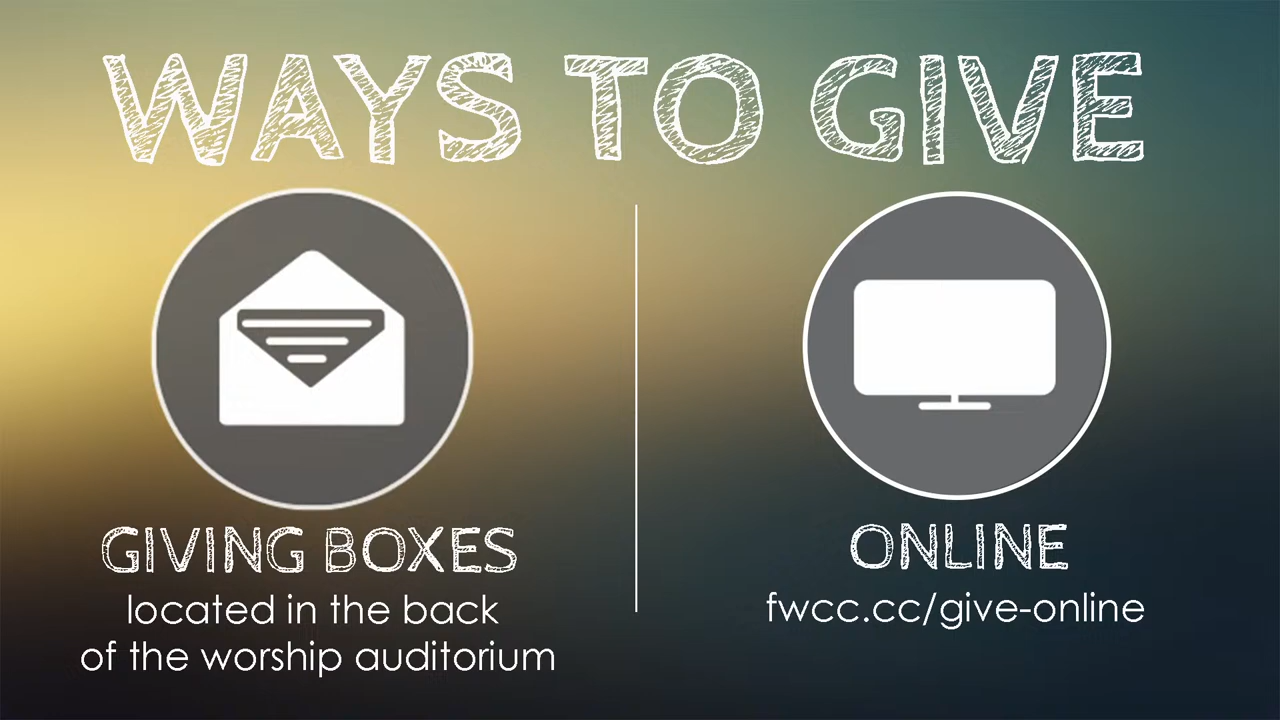 WAYS TO GIVE
GIVING BOXES
located in the back
of the worship auditorium
ONLINE
fwcc.cc/give-online